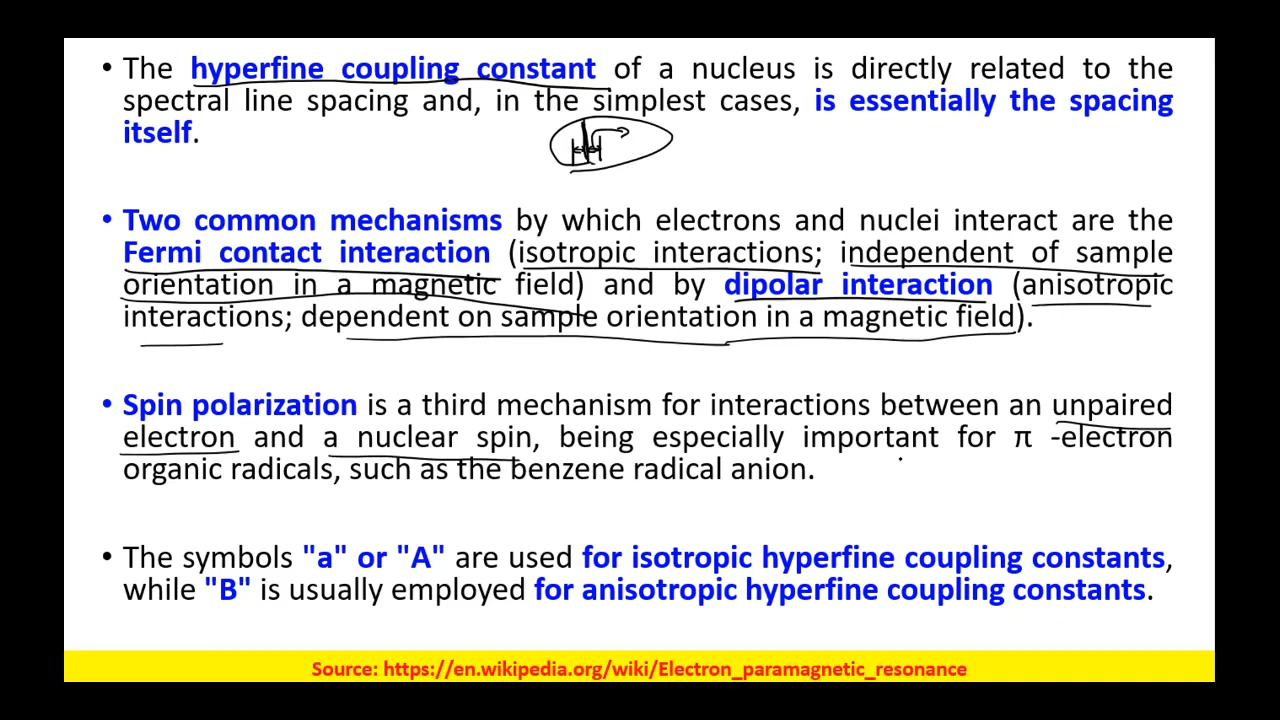 • The hyperfine coupling constant of a nucleus is directly related to the
spectral line spacing and, in the simplest cases, is essentially the spacing
itself.
• Two common mechanisms by which electrons and nuclei interact are the
Fermi contact interaction (isotropic interactions; independent of sample
orientation in a magnetic field) and by dipolar interaction (anisotropic
interactions; dependent on sample orientation in a magnetic field).
• Spin polarization is a third mechanism for interactions between an unpaired
electron and a nuclear spin, being especially important for π -electron
organic radicals, such as the benzene radical anion.
• The symbols "a" or "A" are used for isotropic hyperfine coupling constants,
while "B" is usually employed for anisotropic hyperfine coupling constants.
Source: https://en.wikipedia.org/wiki/Electron_paramagnetic_resonance